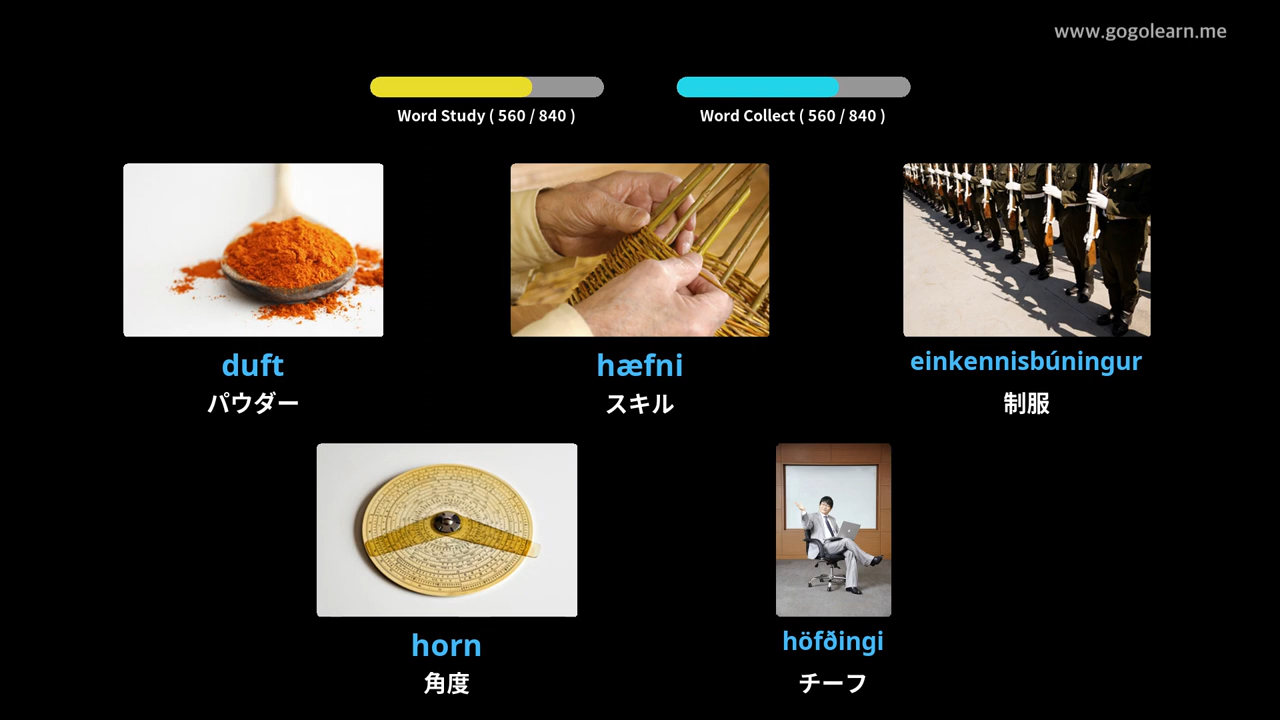 www.gogolearn.me
Word Study ( 560 / 840 )
Word Collect ( 560 / 840 )
duft
パウダー
hæfni
スキル
einkennisbúningur
制服
horn
角度
höfðingi
チーフ